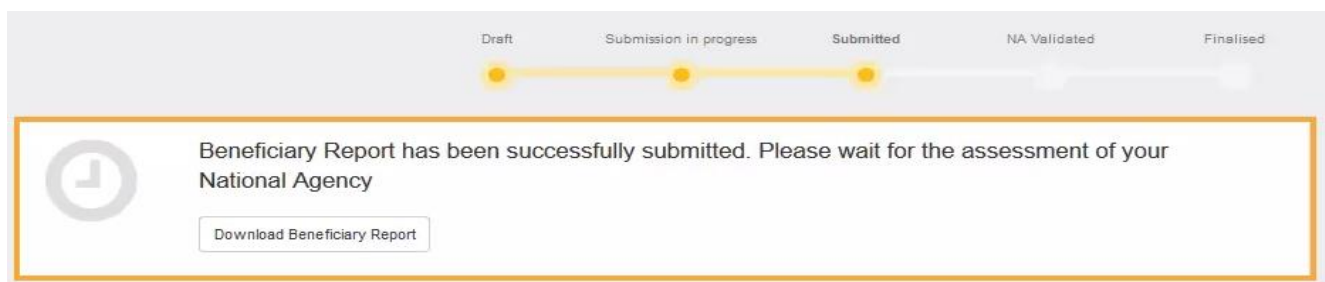 Draft Submission in progress Submitted NA Validated Finalised
Beneficiary Report has been successfully submitted. Please wait for the assessment of your
National Agency
Download Beneficiary Report